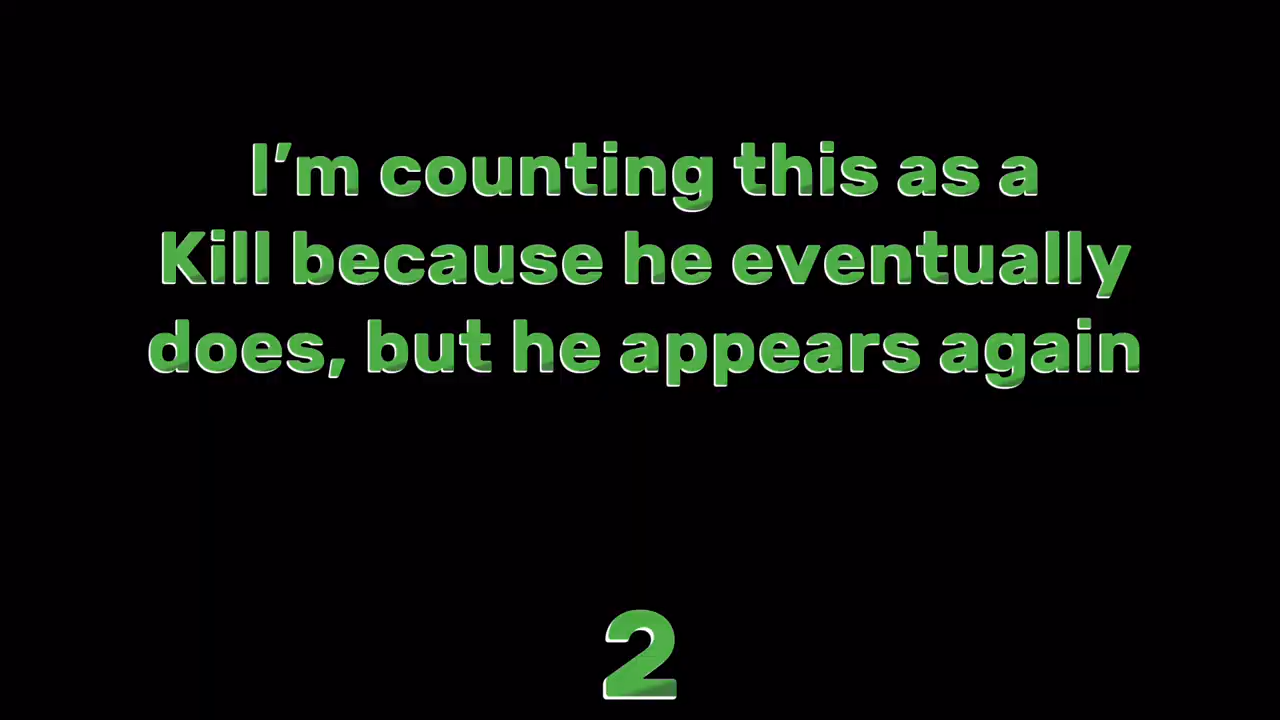 I’m counting this as a
Kill because he eventually
does, but he appears again
2